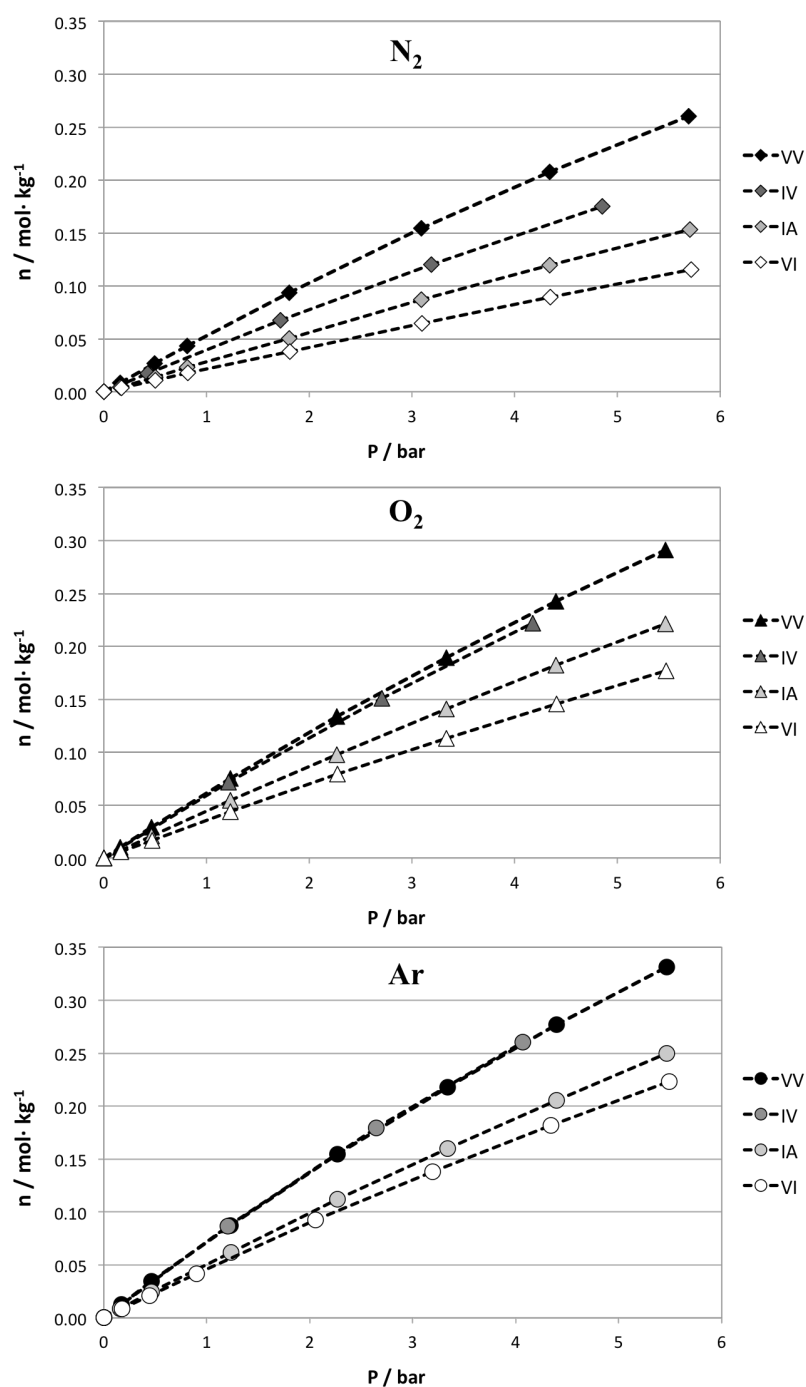 N2
n / mol· kg-1
0.35
0.30
0.25
0.20
0.15
0.10
0.05
0.00
0 1 2 3 4 5 6
P / bar
VV
IV
IA
VI
O2
n / mol· kg-1
0.35
0.30
0.25
0.20
0.15
0.10
0.05
0.00
0 1 2 3 4 5 6
P / bar
VV
IV
IA
VI
Ar
n / mol· kg-1
0.35
0.30
0.25
0.20
0.15
0.10
0.05
0.00
0 1 2 3 4 5 6
P / bar
VV
IV
IA
VI